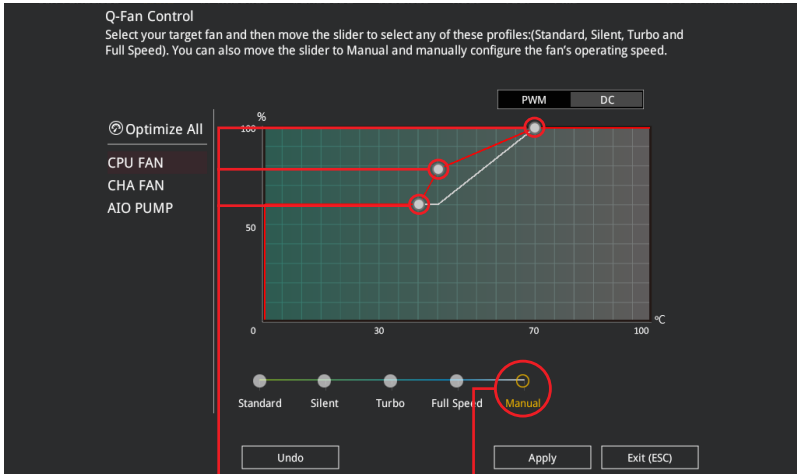 Q-Fan Control
Select your target fan and then move the slider to select any of these profiles:(Standard, Silent, Turbo and
Full Speed). You can also move the slider to Manual and manually configure the fan's operating speed.
PWM
DC
%
Optimize All
100
CPU FAN
CHA FAN
AIO PUMP
50
ºC
0
30
70
100
Standard
Silent
Turbo
Full Speed
Manual
Undo
Apply
Exit (ESC)